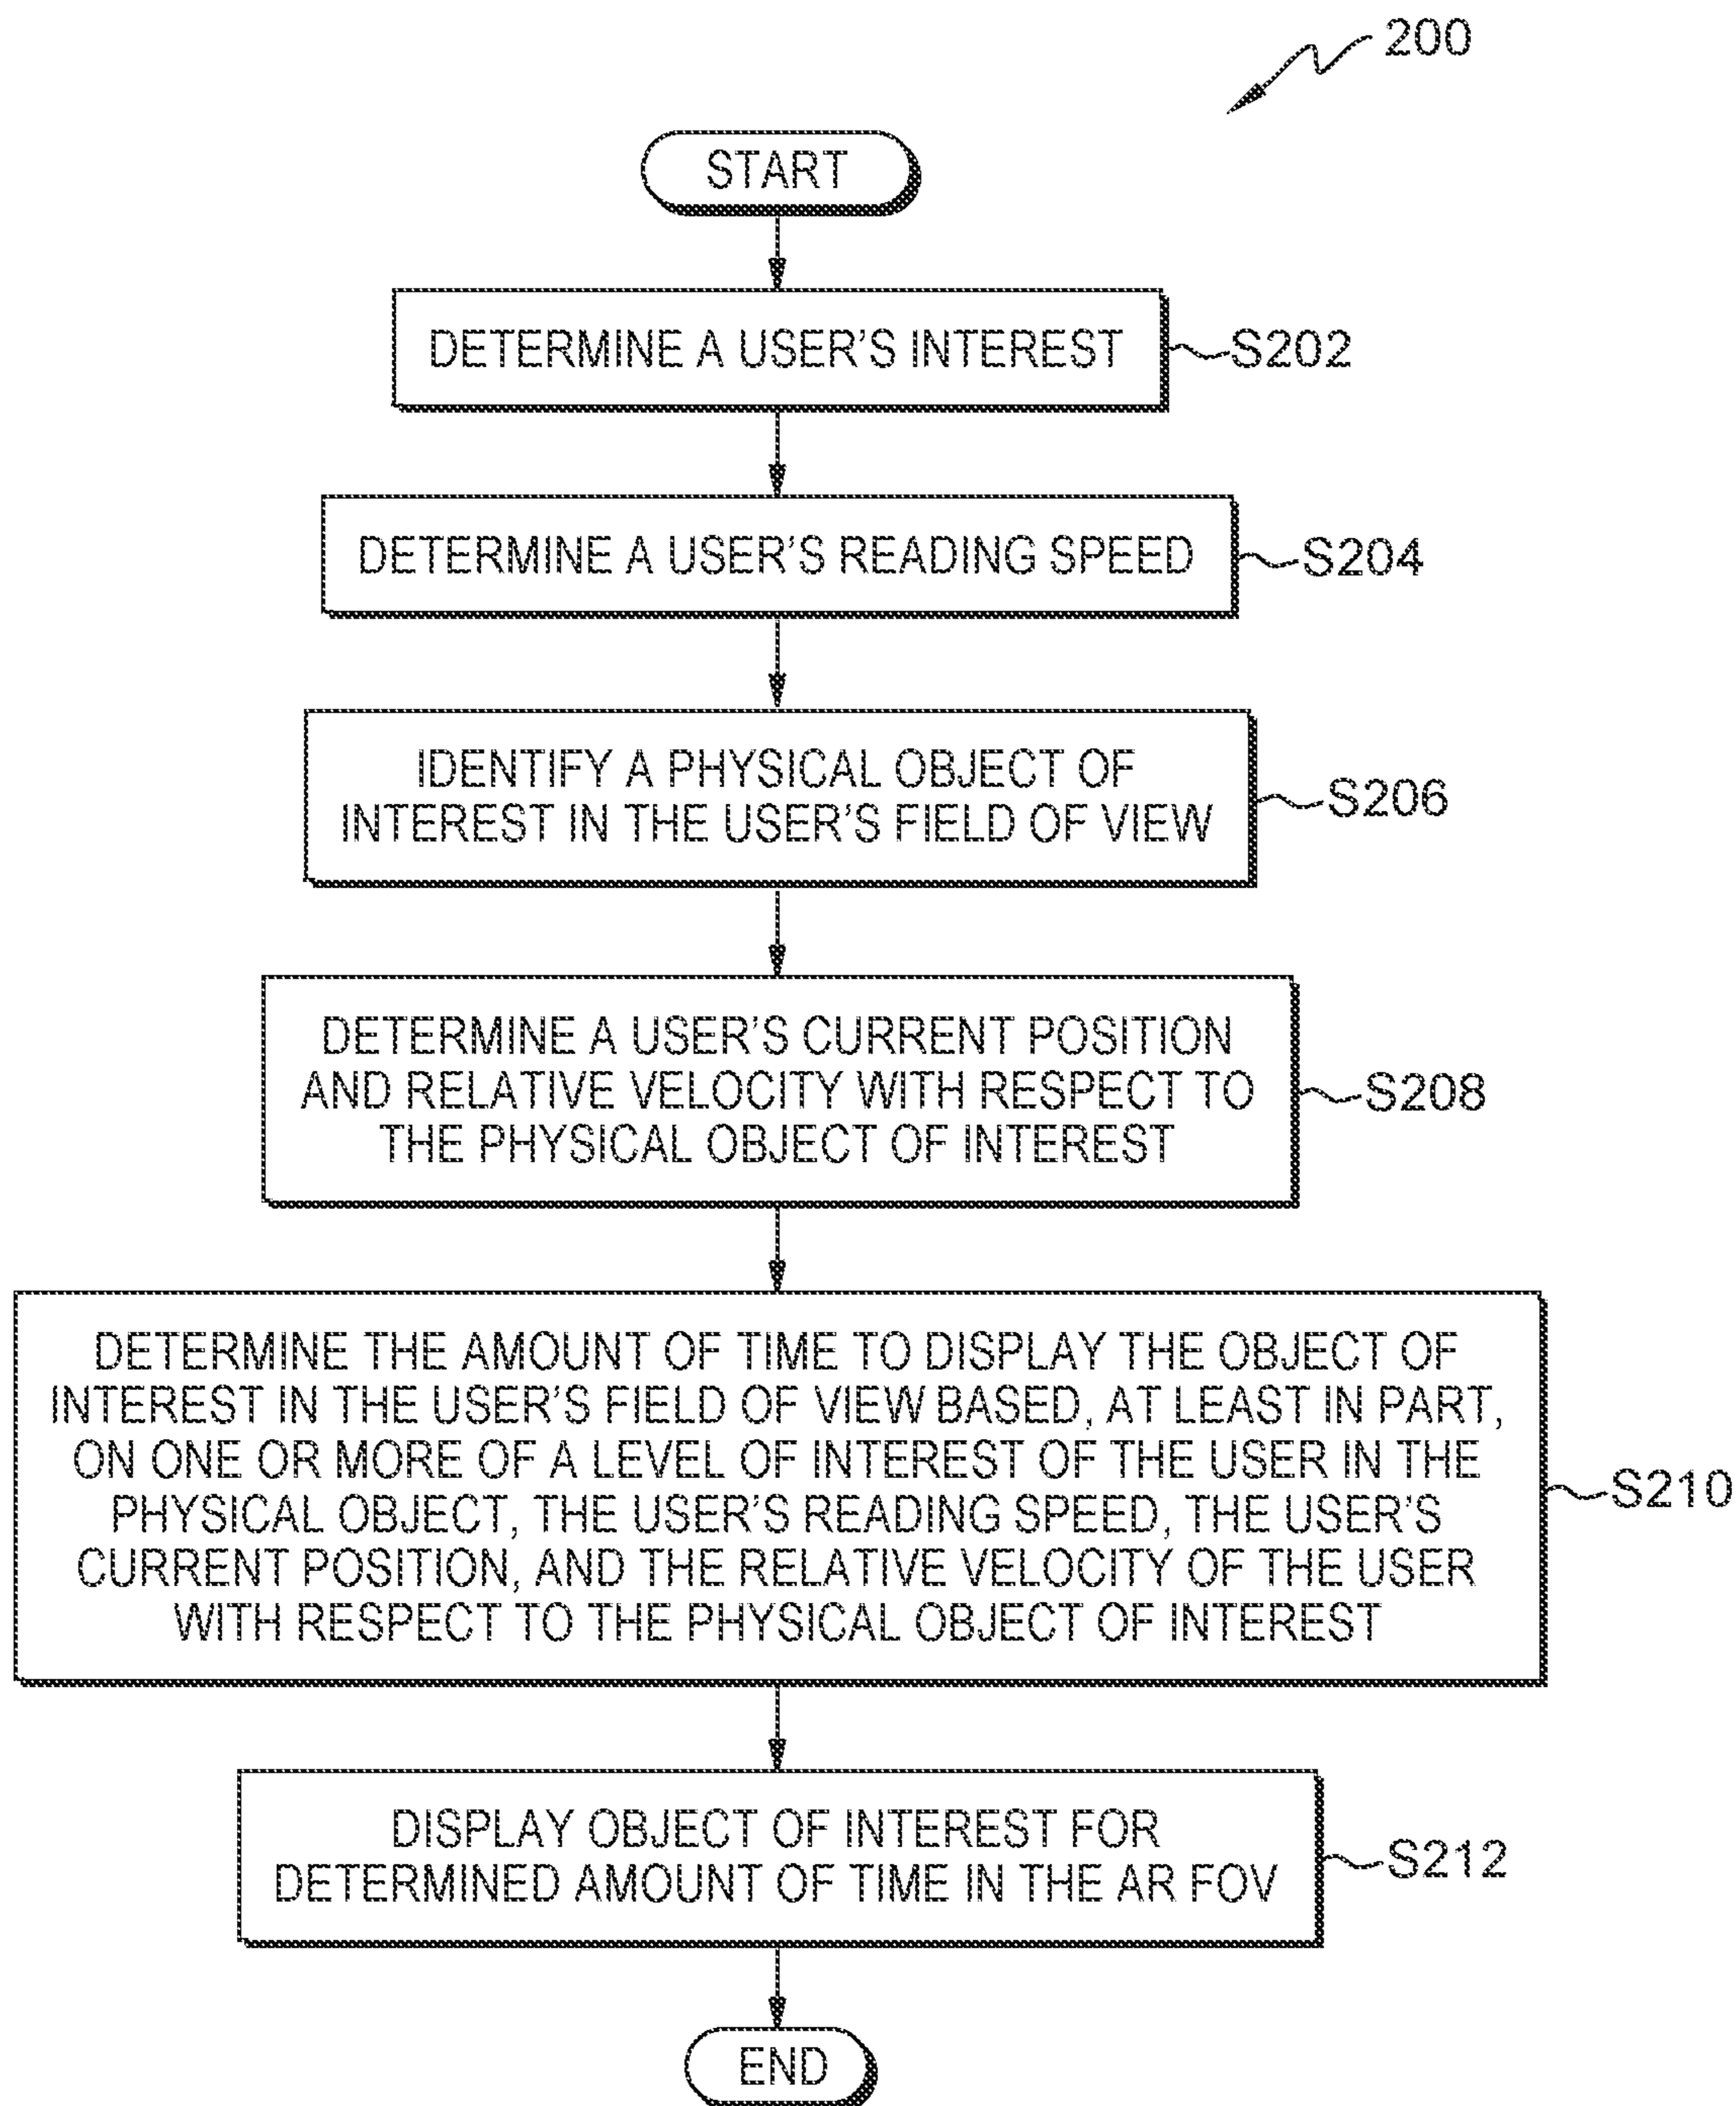 200
START
DETERMINE A USER'S INTEREST
S202
DETERMINE A USER'S READING SPEED
S204
IDENTIFY A PHYSICAL OBJECT OF
INTEREST IN THE USER'S FIELD OF VIEW
S206
DETERMINE A USER'S CURRENT POSITION
AND RELATIVE VELOCITY WITH RESPECT TO
THE PHYSICAL OBJECT OF INTEREST
S208
DETERMINE THE AMOUNT OF TIME TO DISPLAY THE OBJECT OF
INTEREST IN THE USER'S FIELD OF VIEW BASED, AT LEAST IN PART,
ON ONE OR MORE OF A LEVEL OF INTEREST OF THE USER IN THE
PHYSICAL OBJECT, THE USER'S READING SPEED, THE USER'S
CURRENT POSITION, AND THE RELATIVE VELOCITY OF THE USER
WITH RESPECT TO THE PHYSICAL OBJECT OF INTEREST
S210
DISPLAY OBJECT OF INTEREST FOR
DETERMINED AMOUNT OF TIME IN THE AR FOV
S212
END